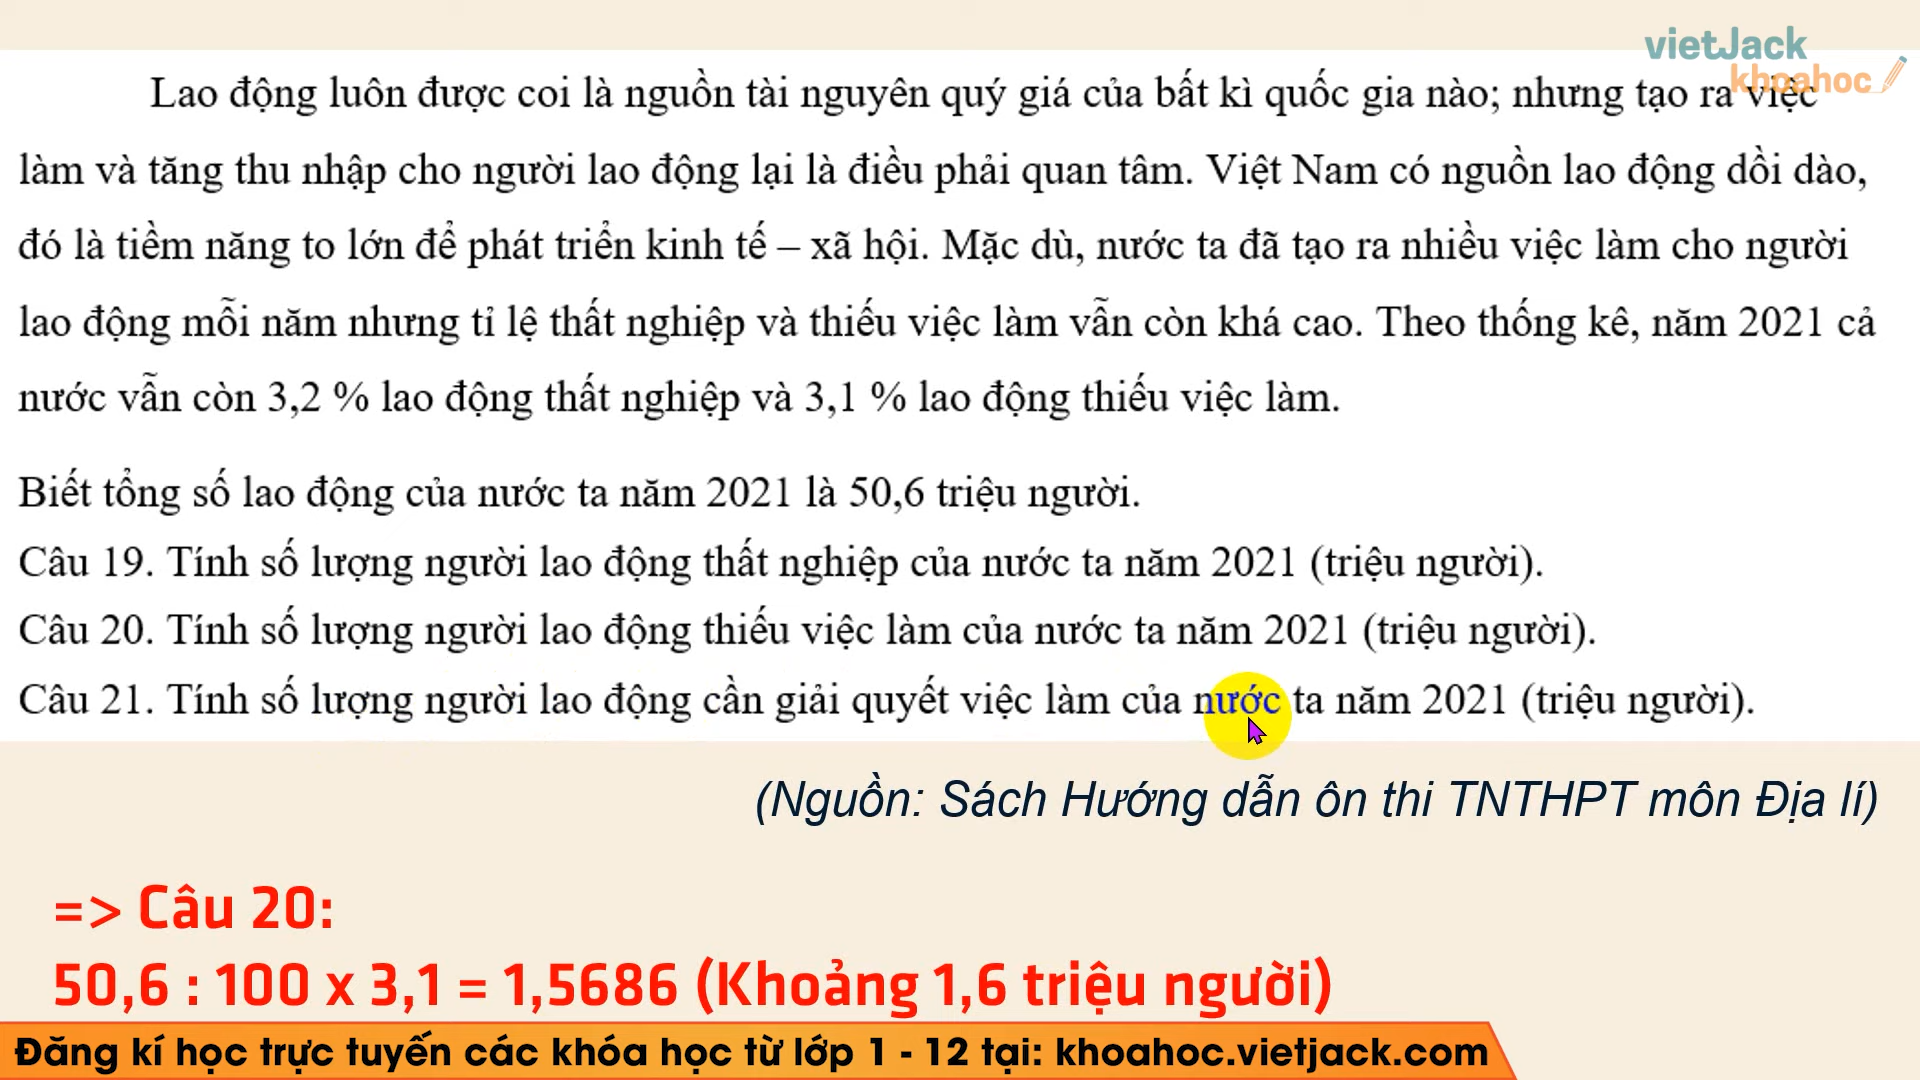 vietJack
khoahoc
Lao động luôn được coi là nguồn tài nguyên quý giá của bất kì quốc gia nào; nhưng tạo ra việc
làm và tăng thu nhập cho người lao động lại là điều phải quan tâm. Việt Nam có nguồn lao động dồi dào,
đó là tiềm năng to lớn để phát triển kinh tế – xã hội. Mặc dù, nước ta đã tạo ra nhiều việc làm cho người
lao động mỗi năm nhưng tỉ lệ thất nghiệp và thiếu việc làm vẫn còn khá cao. Theo thống kê, năm 2021 cả
nước vẫn còn 3,2 % lao động thất nghiệp và 3,1 % lao động thiếu việc làm.
Biết tổng số lao động của nước ta năm 2021 là 50,6 triệu người.
Câu 19. Tính số lượng người lao động thất nghiệp của nước ta năm 2021 (triệu người).
Câu 20. Tính số lượng người lao động thiếu việc làm của nước ta năm 2021 (triệu người).
Câu 21. Tính số lượng người lao động cần giải quyết việc làm của nước ta năm 2021 (triệu người).
(Nguồn: Sách Hướng dẫn ôn thi TNTHPT môn Địa lí)
=> Câu 20:
50,6 : 100 x 3,1 = 1,5686 (Khoảng 1,6 triệu người)
Đăng kí học trực tuyến các khóa học từ lớp 1 - 12 tại: khoahoc.vietjack.com